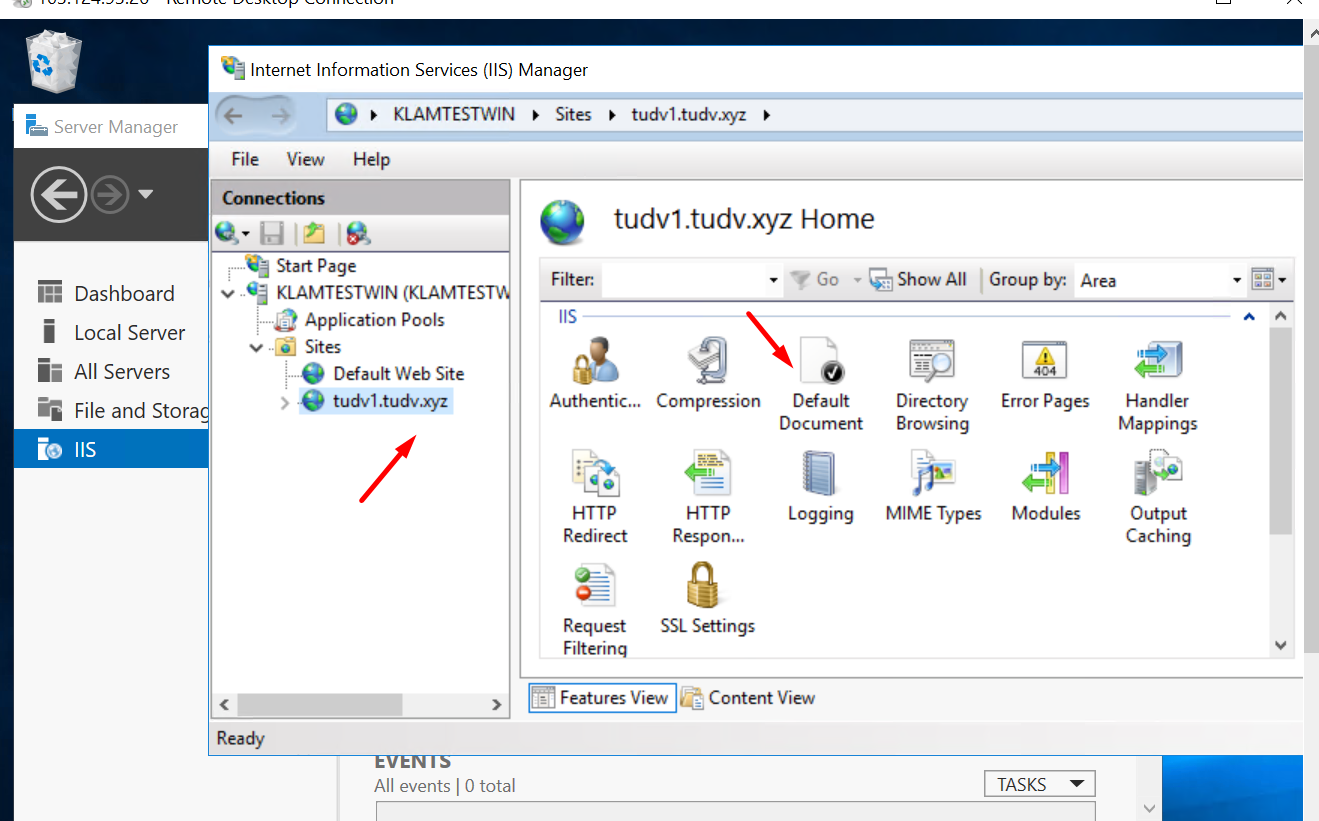 Remote Desktop Connection
Internet Information Services (IIS) Manager
Server Manager
KLAMTESTWIN
Sites
tudv1.tudv.xyz
File
View
Help
Connections
Start Page
KLAMTESTWIN (KLAMTESTW
Application Pools
Sites
Default Web Site
tudv1.tudv.xyz
Dashboard
Local Server
All Servers
File and Storag
IIS
tudv1.tudv.xyz Home
Filter:
Go
Show All
Group by:
Area
IIS
Authentic...
Compression
Default
Document
Directory
Browsing
404
Error Pages
Handler
Mappings
HTTP
Redirect
HTTP
Respon...
Logging
MIME Types
Modules
Output
Caching
Request
Filtering
SSL Settings
Features View
Content View
Ready
EVENTS
All events | 0 total
TASKS